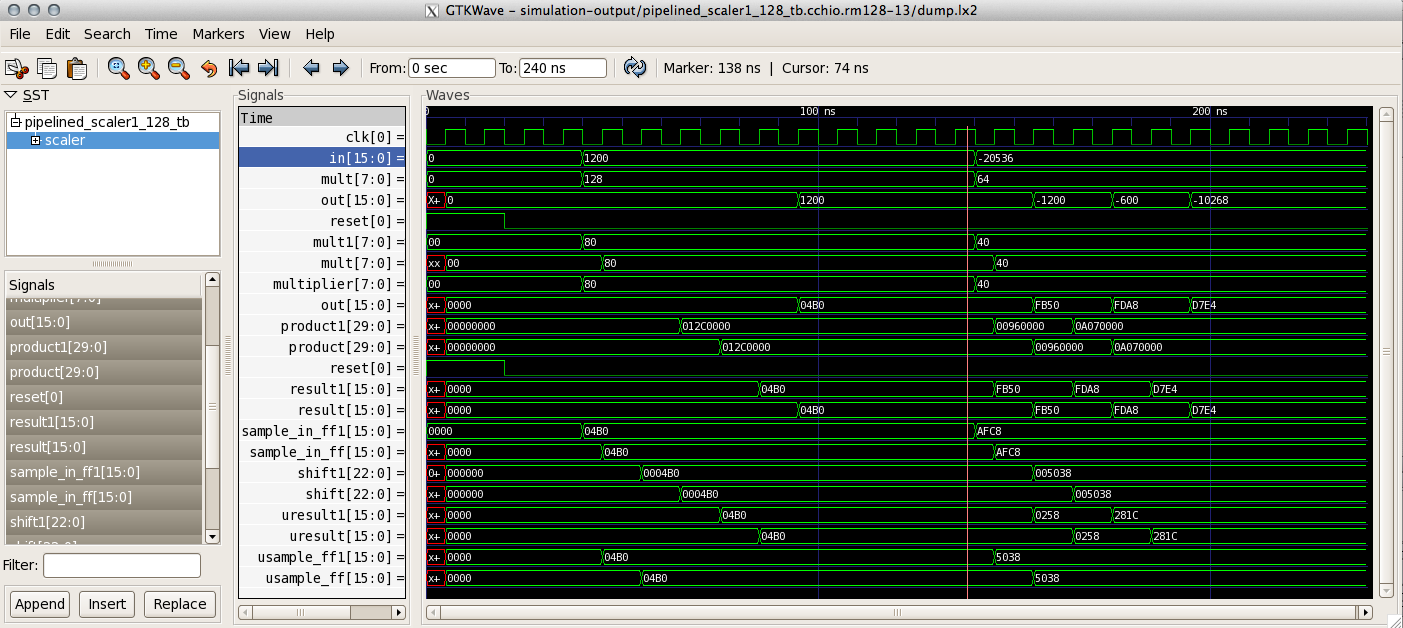 GTKWave – simulation-output/pipelined_scaler1_128_tb.cchio.rm128-13/dump.lx2
File Edit Search Time Markers View Help
From: 0 sec To: 240 ns Marker: 138 ns | Cursor: 74 ns
SST
pipelined_scaler1_128_tb
scaler
Signals
out[15:0]
product1[29:0]
product[29:0]
reset[0]
result1[15:0]
result[15:0]
sample_in_ff1[15:0]
sample_in_ff[15:0]
shift1[22:0]
Filter:
Append Insert Replace
Signals
Time
clk[0] =
in[15:0] =
mult[7:0] =
out[15:0] =
reset[0] =
mult1[7:0] =
mult[7:0] =
multiplier[7:0] =
out[15:0] =
product1[29:0] =
product[29:0] =
reset[0] =
result1[15:0] =
result[15:0] =
sample_in_ff1[15:0] =
sample_in_ff[15:0] =
shift1[22:0] =
shift[22:0] =
uresult1[15:0] =
uresult[15:0] =
usample_ff1[15:0] =
usample_ff[15:0] =
Waves
0 100 ns 200 ns
0 1200 -20536
0 128 64
X+ 0 1200 -1200 -600 -10268
00 80 40
xx 00 80 40
00 80 40
x+ 0000 04B0 FB50 FDA8 D7E4
x+ 00000000 012C0000 00960000 0A070000
x+ 00000000 012C0000 00960000 0A070000
x+ 0000 04B0 FB50 FDA8 D7E4
x+ 0000 04B0 FB50 FDA8 D7E4
0000 04B0 AFC8
x+ 0000 04B0 AFC8
0+ 000000 0004B0 005038
x+ 000000 0004B0 005038
x+ 0000 04B0 0258 281C
x+ 0000 04B0 0258 281C
x+ 0000 04B0 5038
x+ 0000 04B0 5038